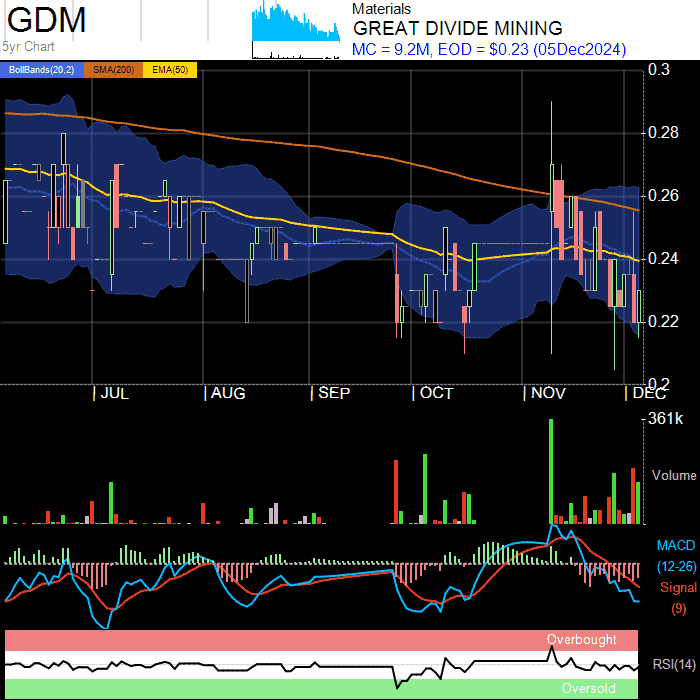 GDM
5yr Chart
Materials
GREAT DIVIDE MINING
MC = 9.2M, EOD = $0.23 (05Dec2024)
BollBands(20,2) SMA(200) EMA(50)
0.3
0.28
0.26
0.24
0.22
0.2
| JUL | AUG | SEP | OCT | NOV | DEC
361k
Volume
MACD
(12-26)
Signal
(9)
Overbought
RSI(14)
Oversold